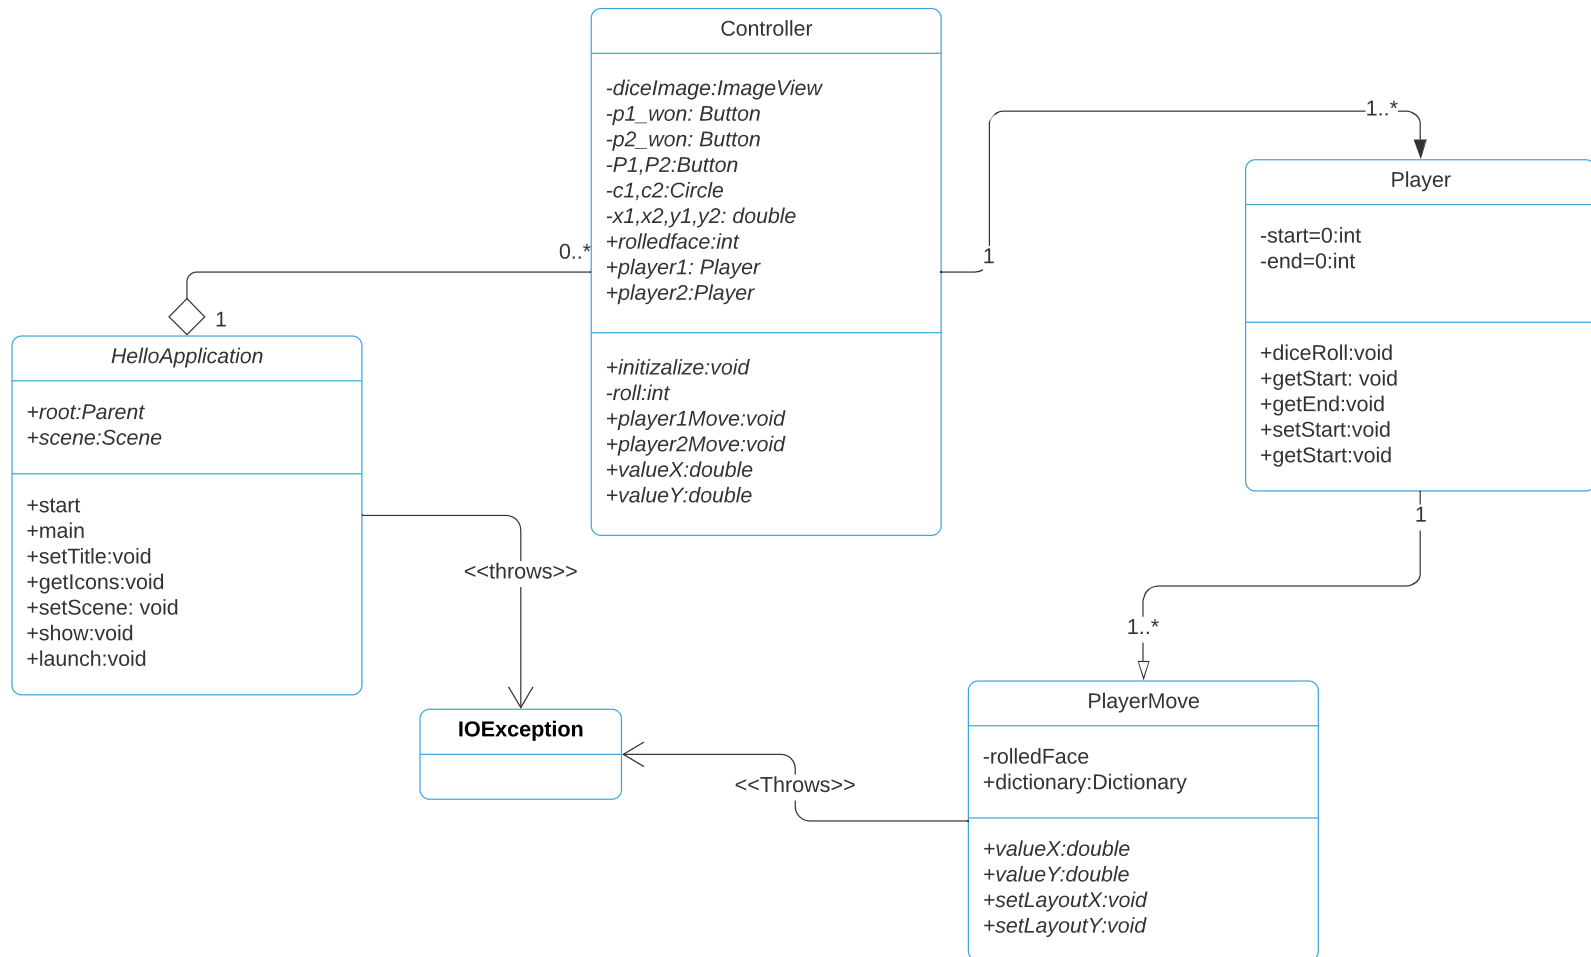 Controller
-diceImage:ImageView
-p1_won: Button
-p2_won: Button
-P1,P2:Button
-c1,c2:Circle
-x1,x2,y1,y2: double
+rolledface:int
+player1: Player
+player2:Player
+initizalize:void
-roll:int
+player1Move:void
+player2Move:void
+valueX:double
+valueY:double
1..*
1
Player
-start=0:int
-end=0:int
+diceRoll:void
+getStart: void
+getEnd:void
+setStart:void
+getStart:void
0..*
1
HelloApplication
+root:Parent
+scene:Scene
+start
+main
+setTitle:void
+getIcons:void
+setScene: void
+show:void
+launch:void
<<throws>>
IOException
<<Throws>>
1
1..*
PlayerMove
-rolledFace
+dictionary:Dictionary
+valueX:double
+valueY:double
+setLayoutX:void
+setLayoutY:void